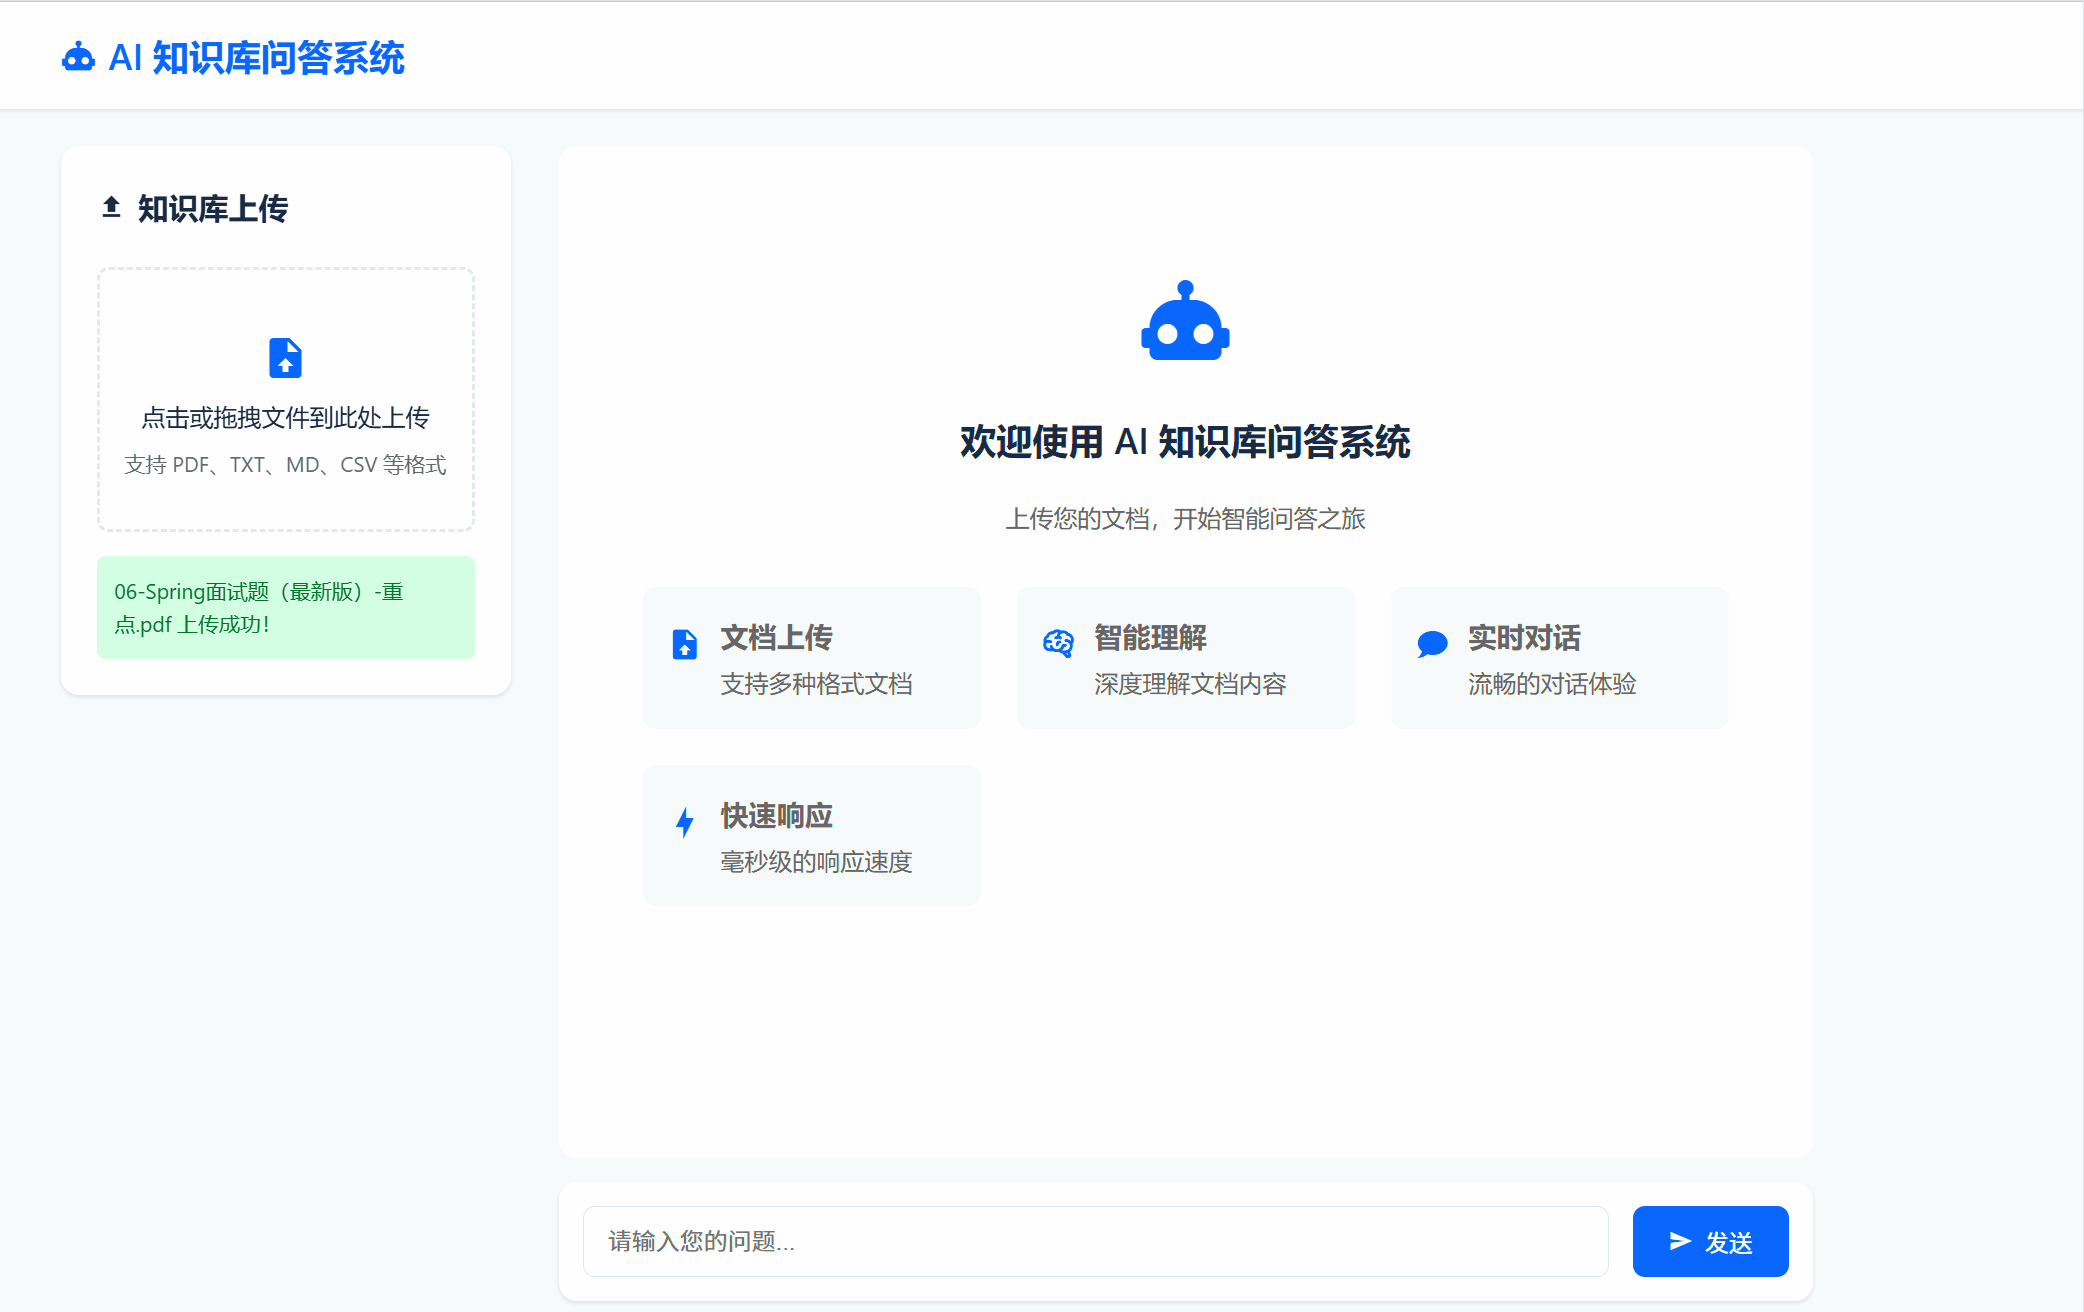 AI 知识库问答系统
知识库上传
点击或拖拽文件到此处上传
支持 PDF、TXT、MD、CSV 等格式
06-Spring面试题（最新版）-重
点.pdf 上传成功！
欢迎使用 AI 知识库问答系统
上传您的文档，开始智能问答之旅
文档上传
支持多种格式文档
智能理解
深度理解文档内容
实时对话
流畅的对话体验
快速响应
毫秒级的响应速度
请输入您的问题...
发送